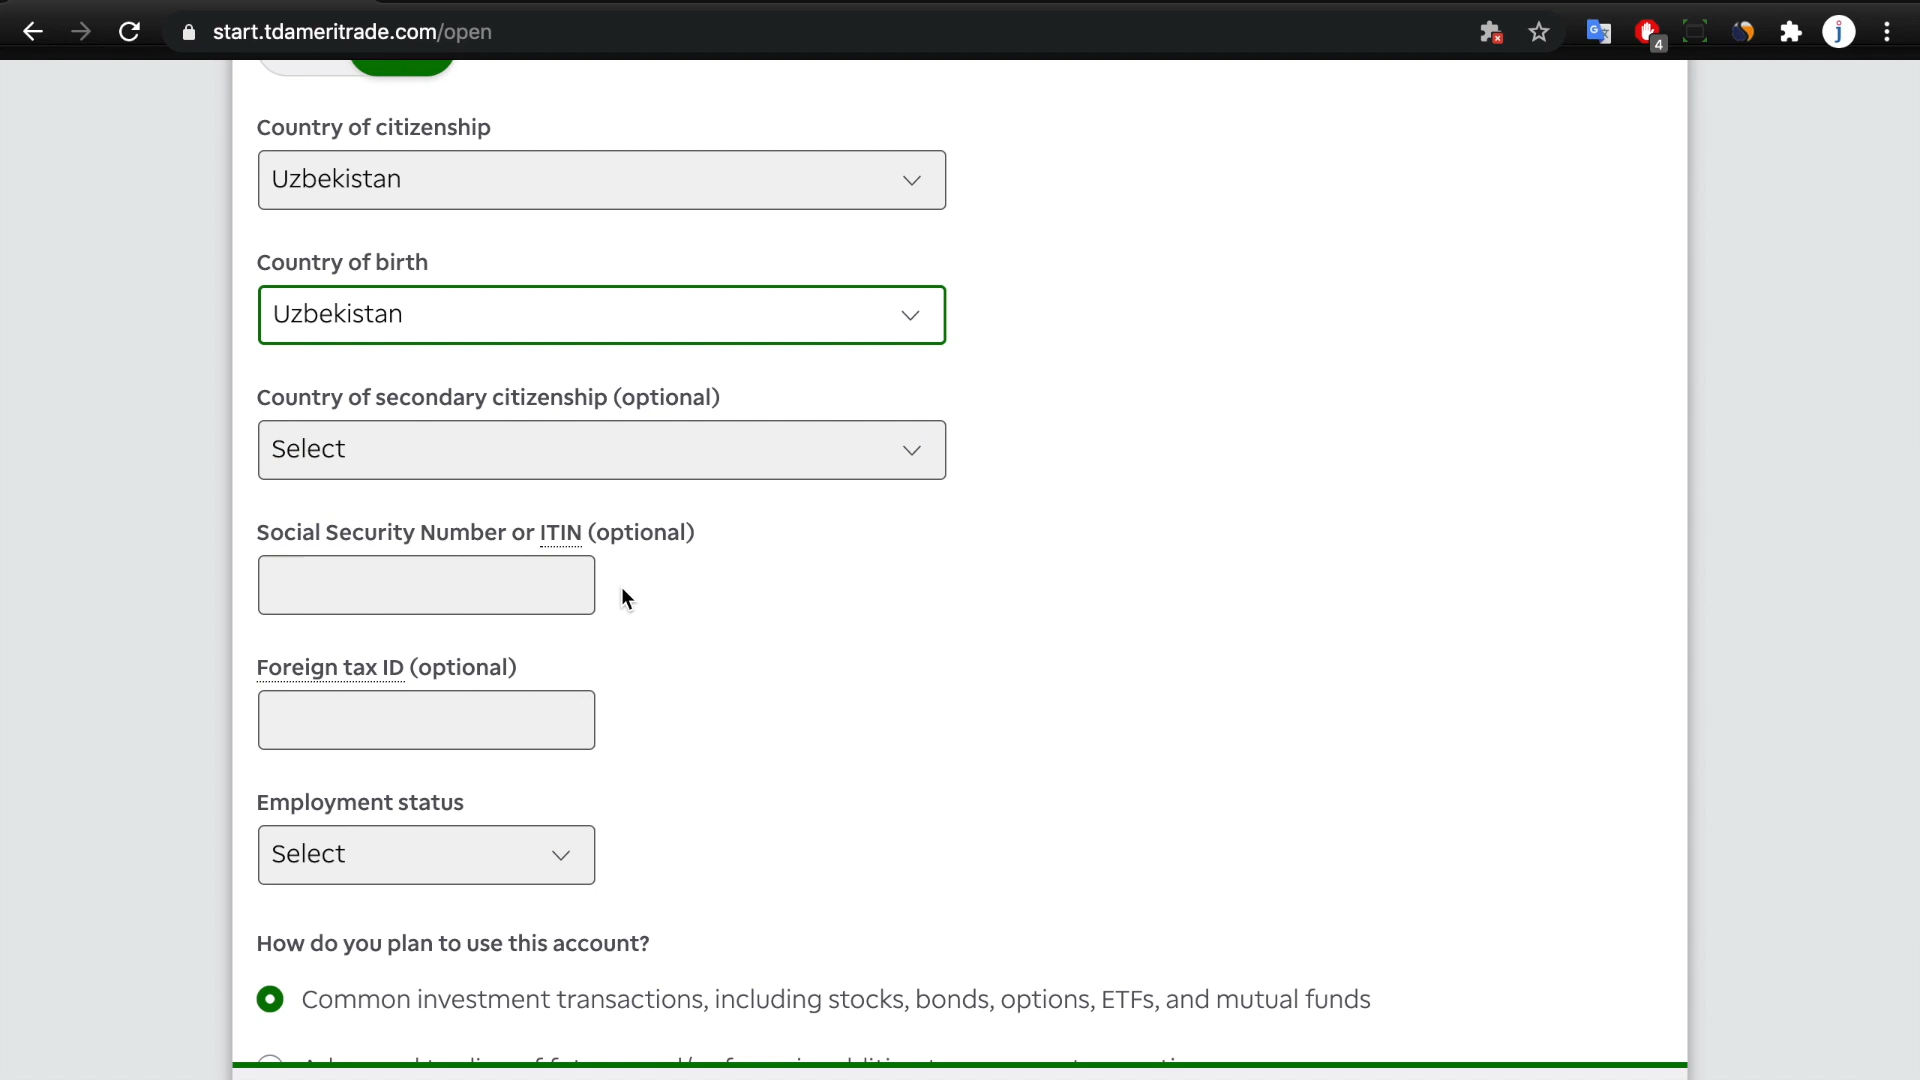 start.tdameritrade.com/open
4
j
Country of citizenship
Uzbekistan
Country of birth
Uzbekistan
Country of secondary citizenship (optional)
Select
Social Security Number or ITIN (optional)
Foreign tax ID (optional)
Employment status
Select
How do you plan to use this account?
Common investment transactions, including stocks, bonds, options, ETFs, and mutual funds